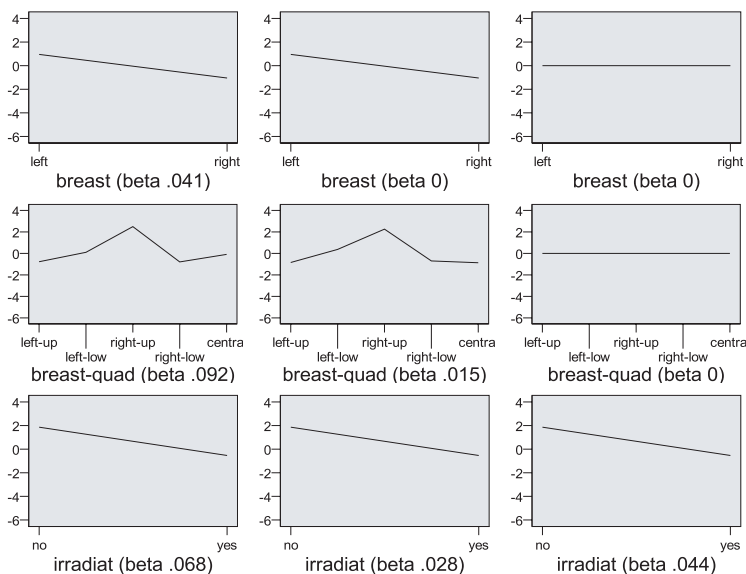 4 4 4
2 2 2
0 0 0
-2 -2 -2
-4 -4 -4
-6 -6 -6
left right left right left right
breast (beta .041) breast (beta 0) breast (beta 0)
4 4 4
2 2 2
0 0 0
-2 -2 -2
-4 -4 -4
-6 -6 -6
left-up right-up centra left-up right-up centra left-up right-up centra
left-low right-low left-low right-low left-low right-low
breast-quad (beta .092) breast-quad (beta .015) breast-quad (beta 0)
4 4 4
2 2 2
0 0 0
-2 -2 -2
-4 -4 -4
-6 -6 -6
no yes no yes no yes
irradiat (beta .068) irradiat (beta .028) irradiat (beta .044)